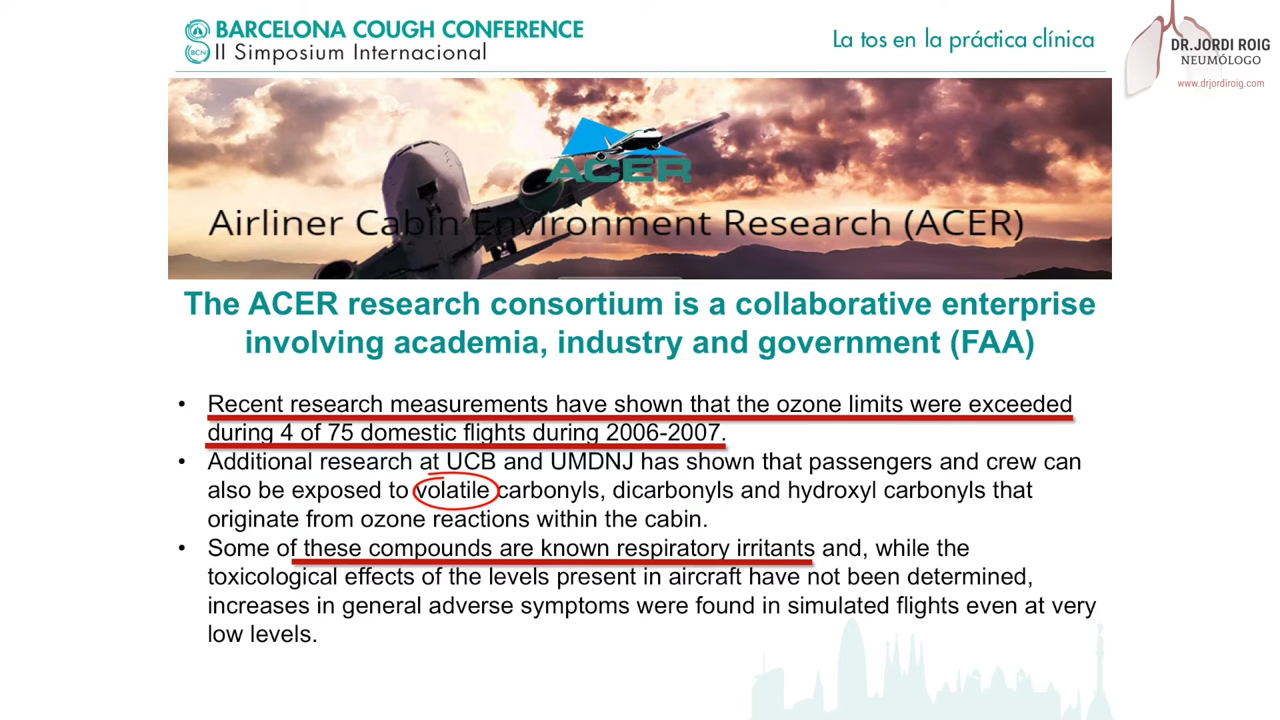 BARCELONA COUGH CONFERENCE
II Simposium Internacional
BCN
La tos en la práctica clínica
DR.JORDI ROIG
NEUMÓLOGO
www.drjordiroig.com
ACER
Airliner Cabin Environment Research (ACER)
The ACER research consortium is a collaborative enterprise
involving academia, industry and government (FAA)
• Recent research measurements have shown that the ozone limits were exceeded
during 4 of 75 domestic flights during 2006-2007.
• Additional research at UCB and UMDNJ has shown that passengers and crew can
also be exposed to volatile carbonyls, dicarbonyls and hydroxyl carbonyls that
originate from ozone reactions within the cabin.
• Some of these compounds are known respiratory irritants and, while the
toxicological effects of the levels present in aircraft have not been determined,
increases in general adverse symptoms were found in simulated flights even at very
low levels.